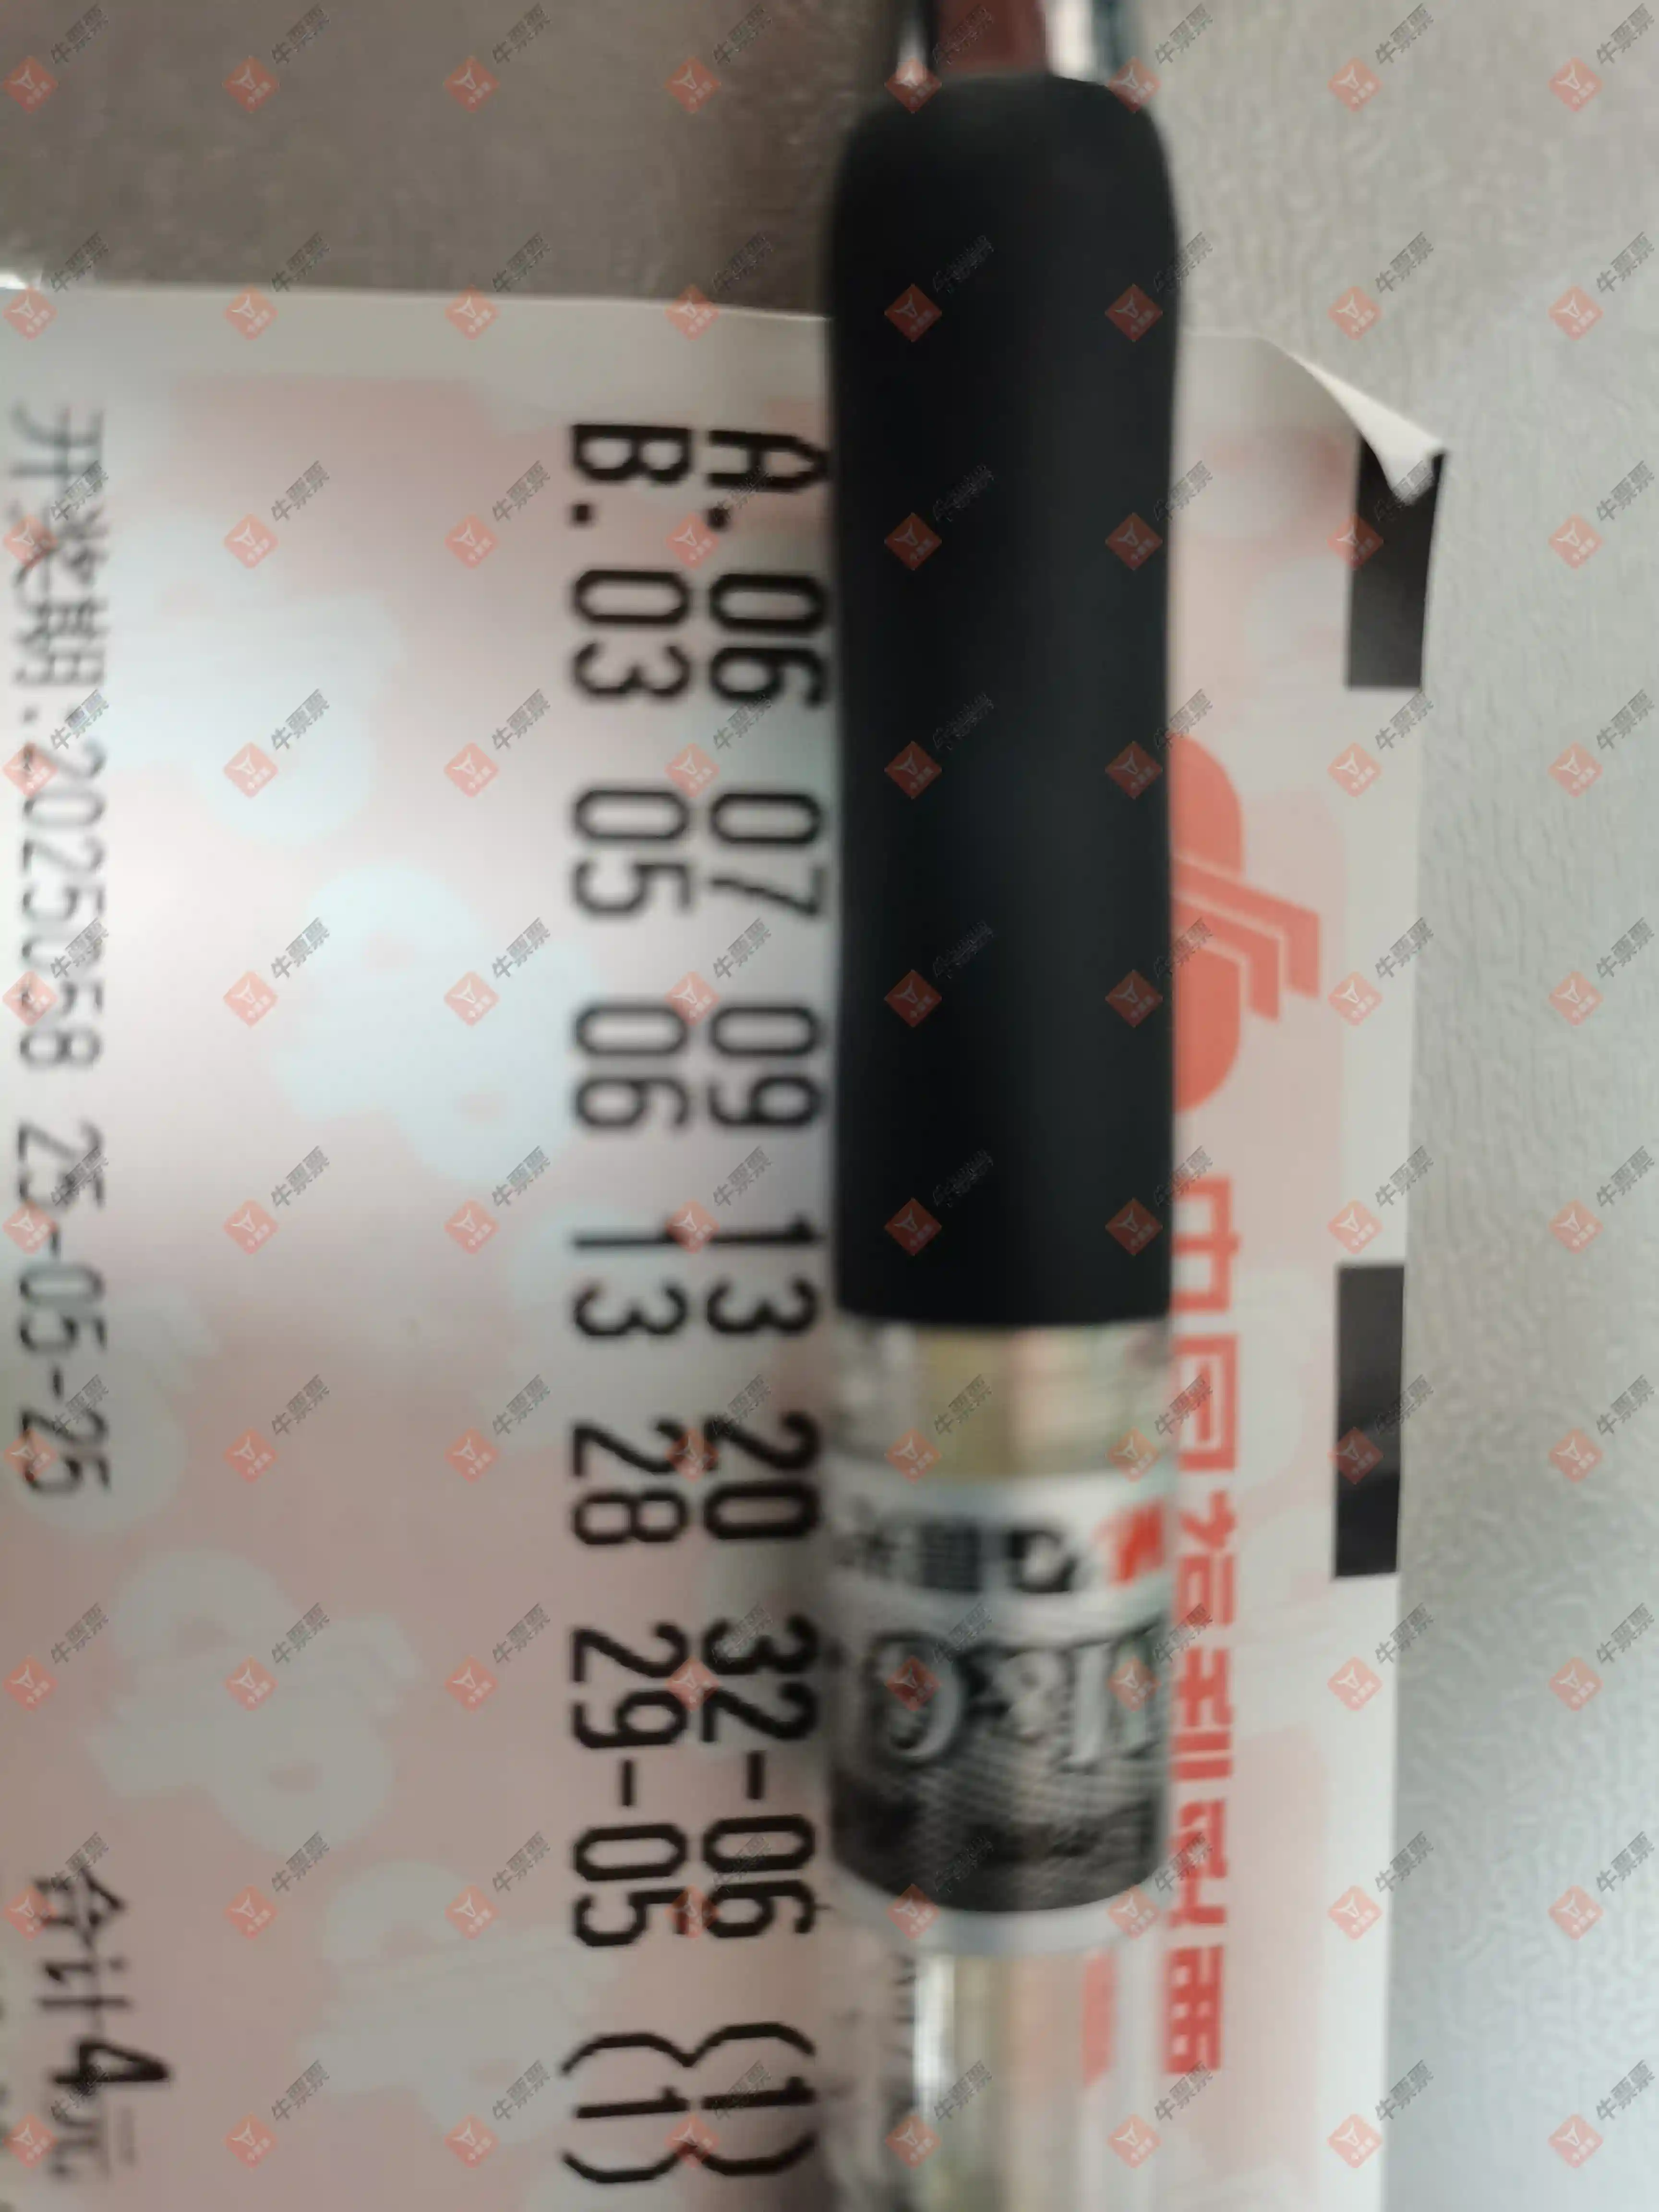 中国福利彩票
A. 06 07 09 13 20 32-06 (1)
B. 03 05 06 13 28 29-05 (1)
开奖期:2025058 25-05-25
合计4元
牛票票